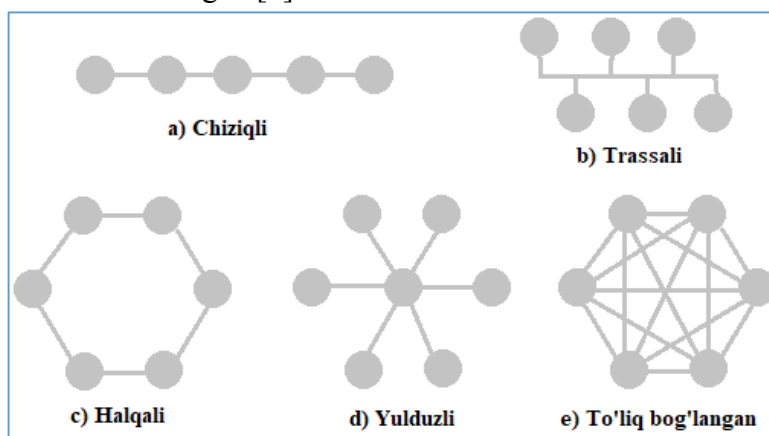 a) Chiziqli
b) Trassali
c) Halqali
d) Yulduzli
e) To'liq bog'langan